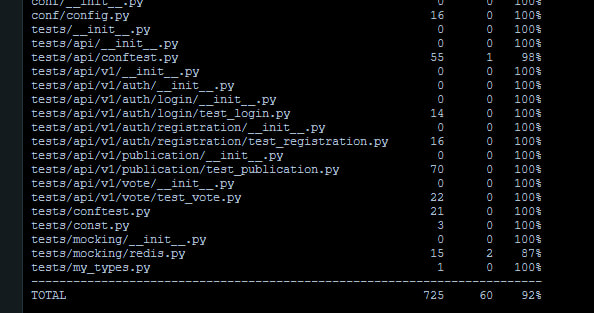 conf/__init__.py 0 0 100%
conf/config.py 16 0 100%
tests/__init__.py 0 0 100%
tests/api/__init__.py 0 0 100%
tests/api/conftest.py 55 1 98%
tests/api/v1/__init__.py 0 0 100%
tests/api/v1/auth/__init__.py 0 0 100%
tests/api/v1/auth/login/__init__.py 0 0 100%
tests/api/v1/auth/login/test_login.py 14 0 100%
tests/api/v1/auth/registration/__init__.py 0 0 100%
tests/api/v1/auth/registration/test_registration.py 16 0 100%
tests/api/v1/publication/__init__.py 0 0 100%
tests/api/v1/publication/test_publication.py 70 0 100%
tests/api/v1/vote/__init__.py 0 0 100%
tests/api/v1/vote/test_vote.py 22 0 100%
tests/conftest.py 21 0 100%
tests/const.py 3 0 100%
tests/mocking/__init__.py 0 0 100%
tests/mocking/redis.py 15 2 87%
tests/my_types.py 1 0 100%
TOTAL 725 60 92%